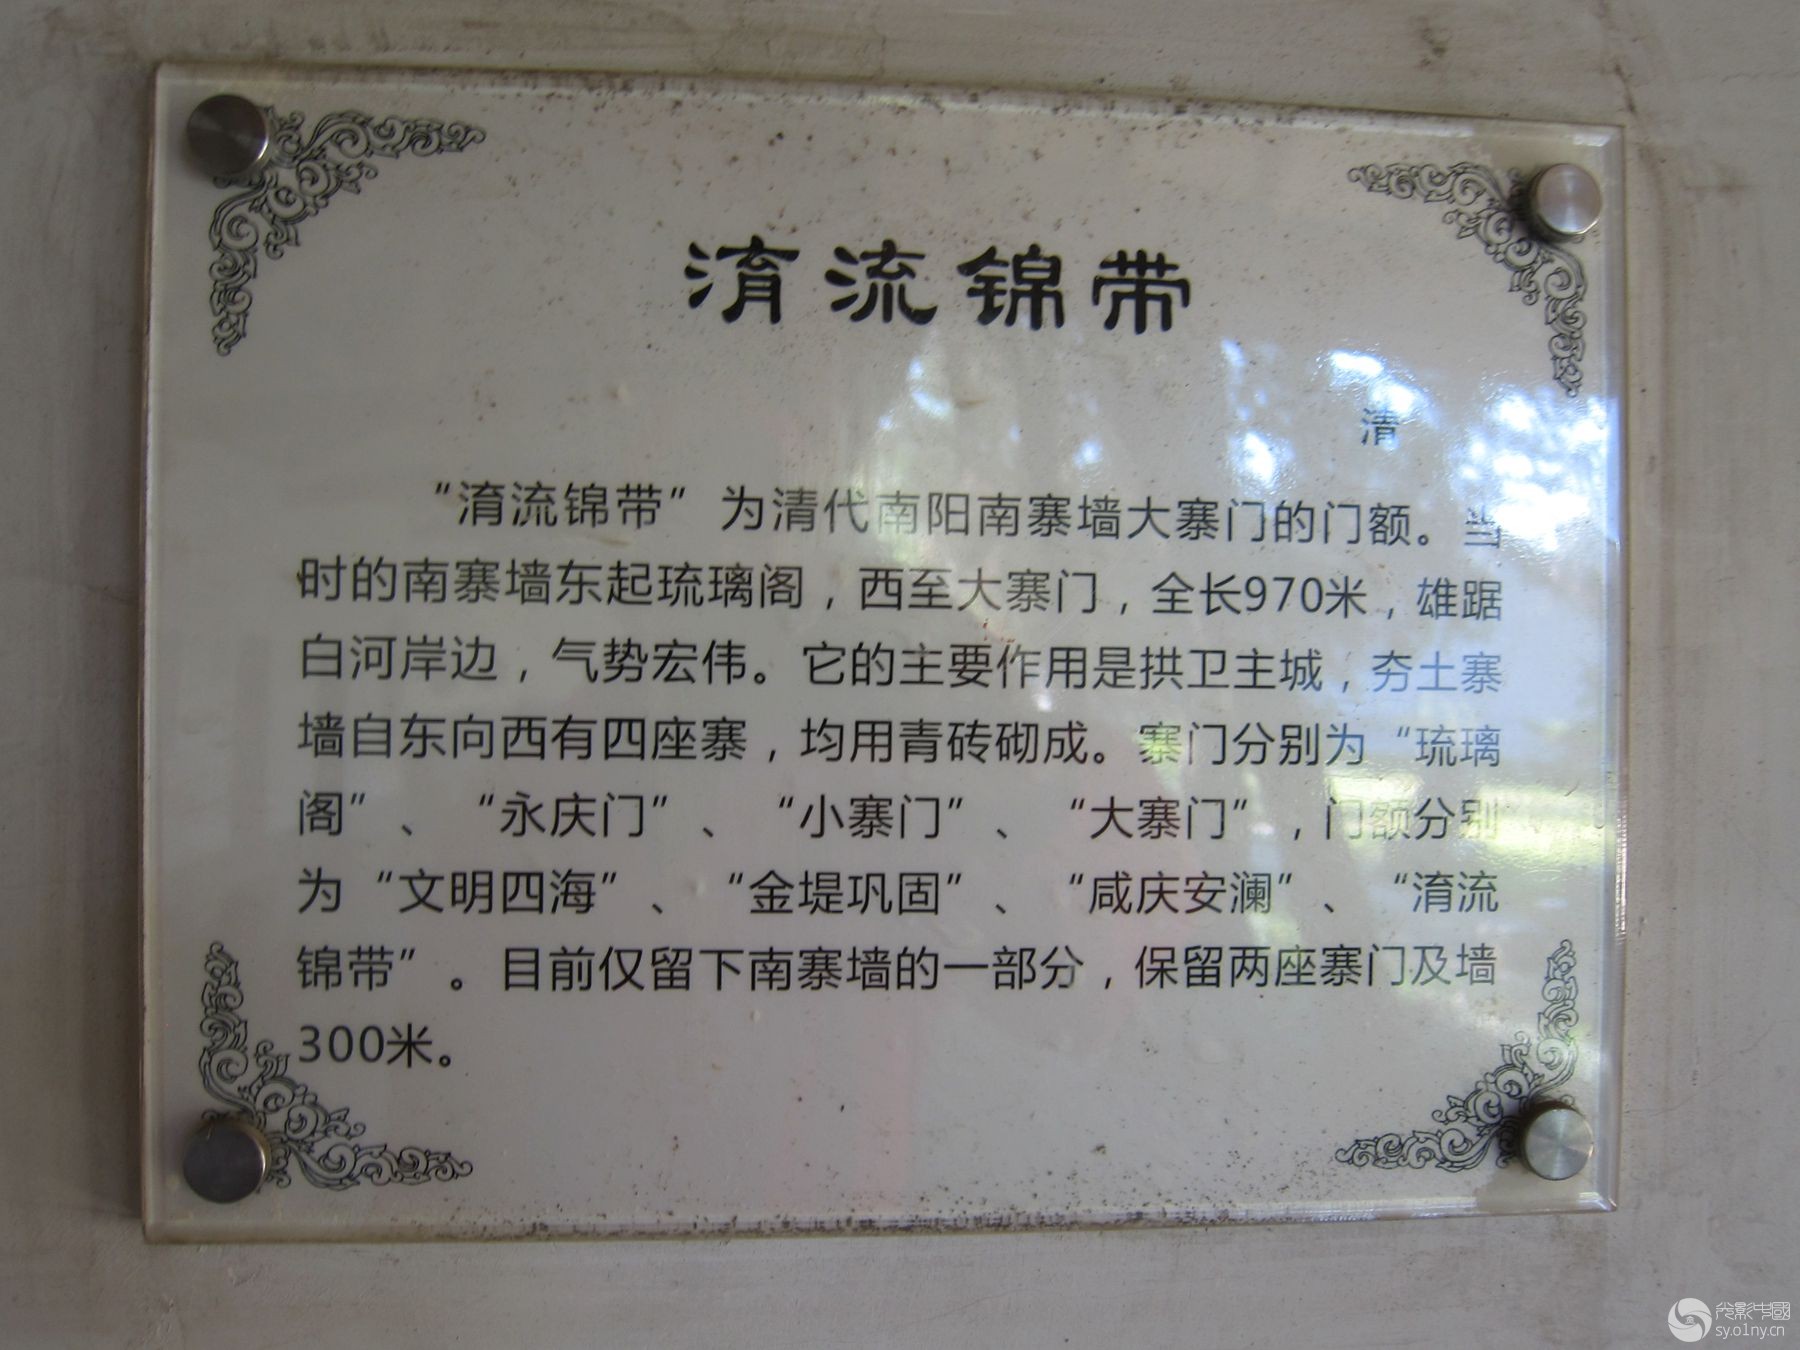 淯流锦带
清
“淯流锦带”为清代南阳南寨墙大寨门的门额。当
时的南寨墙东起琉璃阁，西至大寨门，全长970米，雄踞
白河岸边，气势宏伟。它的主要作用是拱卫主城，夯土寨
墙自东向西有四座寨，均用青砖砌成。寨门分别为“琉璃
阁”、“永庆门”、“小寨门”、“大寨门”，门额分别
为“文明四海”、“金堤巩固”、“咸庆安澜”、“淯流
锦带”。目前仅留下南寨墙的一部分，保留两座寨门及墙
300米。
光影中國
sy.o1ny.cn